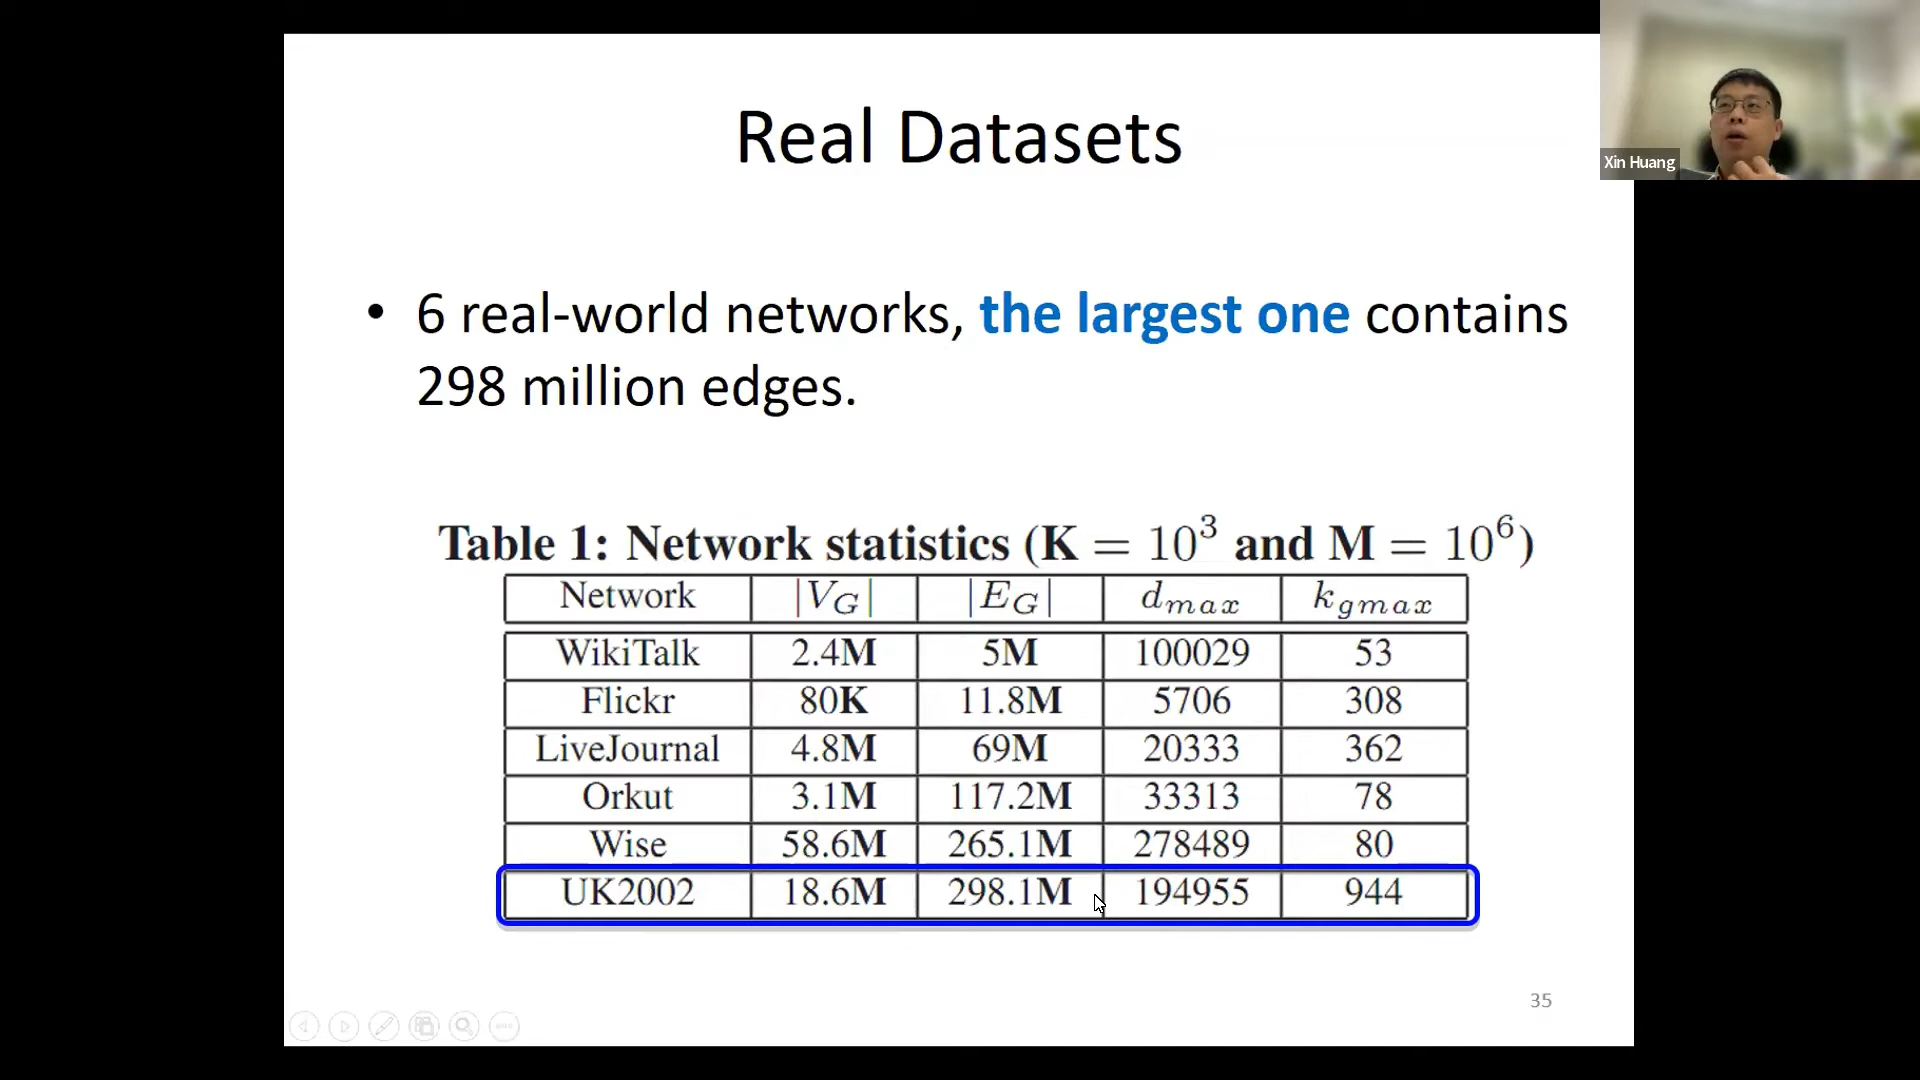 Real Datasets
Xin Huang
• 6 real-world networks, the largest one contains
298 million edges.
Table 1: Network statistics (K = 10³ and M = 10⁶)
Network |V_G| |E_G| d_max k_gmax
WikiTalk 2.4M 5M 100029 53
Flickr 80K 11.8M 5706 308
LiveJournal 4.8M 69M 20333 362
Orkut 3.1M 117.2M 33313 78
Wise 58.6M 265.1M 278489 80
UK2002 18.6M 298.1M 194955 944
35